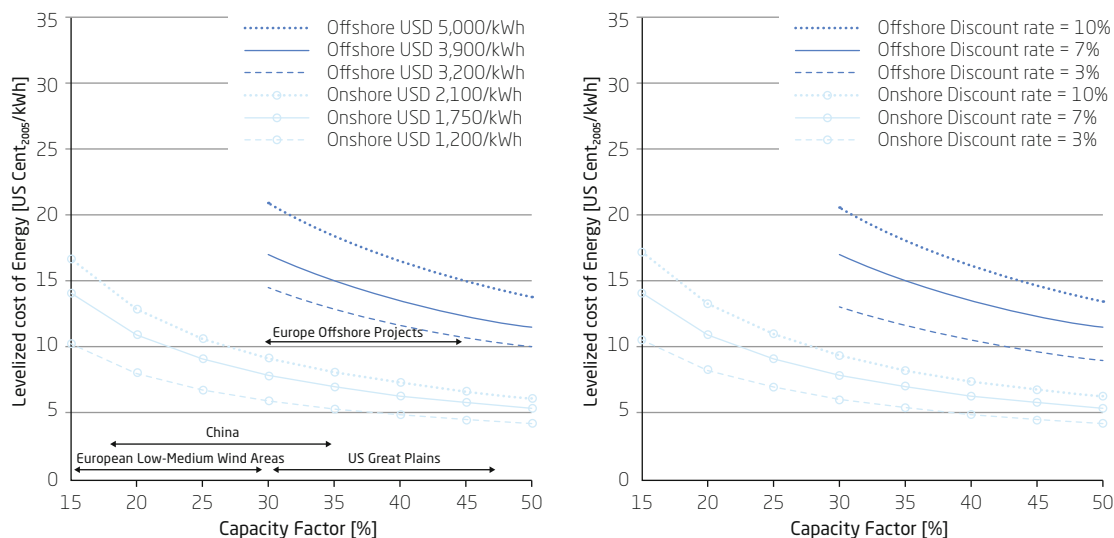 35
30
25
20
15
10
5
0
Levelized cost of Energy [US Cent2005/kWh]
Offshore USD 5,000/kWh
Offshore USD 3,900/kWh
Offshore USD 3,200/kWh
Onshore USD 2,100/kWh
Onshore USD 1,750/kWh
Onshore USD 1,200/kWh
Europe Offshore Projects
China
European Low-Medium Wind Areas
US Great Plains
15 20 25 30 35 40 45 50
Capacity Factor [%]
35
30
25
20
15
10
5
0
Levelized cost of Energy [US Cent2005/kWh]
Offshore Discount rate = 10%
Offshore Discount rate = 7%
Offshore Discount rate = 3%
Onshore Discount rate = 10%
Onshore Discount rate = 7%
Onshore Discount rate = 3%
15 20 25 30 35 40 45 50
Capacity Factor [%]